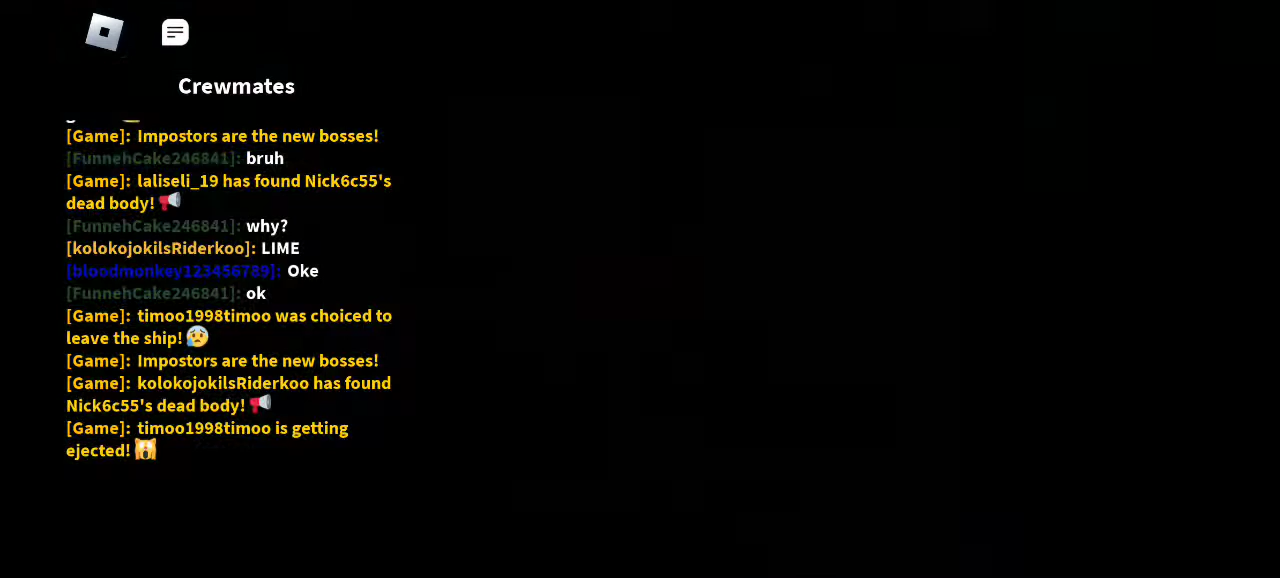 Crewmates
[Game]: Impostors are the new bosses!
[FunnehCake246841]: bruh
[Game]: laliseli_19 has found Nick6c55's
dead body! 📢
[FunnehCake246841]: why?
[kolokojokilsRiderkoo]: LIME
[bloodmonkey123456789]: Oke
[FunnehCake246841]: ok
[Game]: timoo1998timoo was choiced to
leave the ship! 😰
[Game]: Impostors are the new bosses!
[Game]: kolokojokilsRiderkoo has found
Nick6c55's dead body! 📢
[Game]: timoo1998timoo is getting
ejected! 🙀